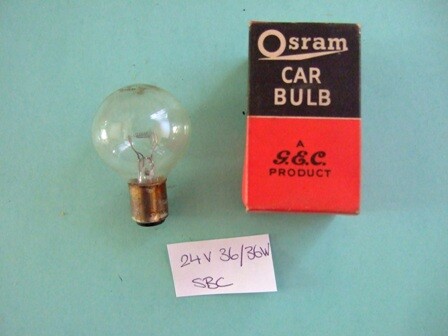 Osram
CAR
BULB
A
G.E.C.
PRODUCT
24V 36/36W
SBC